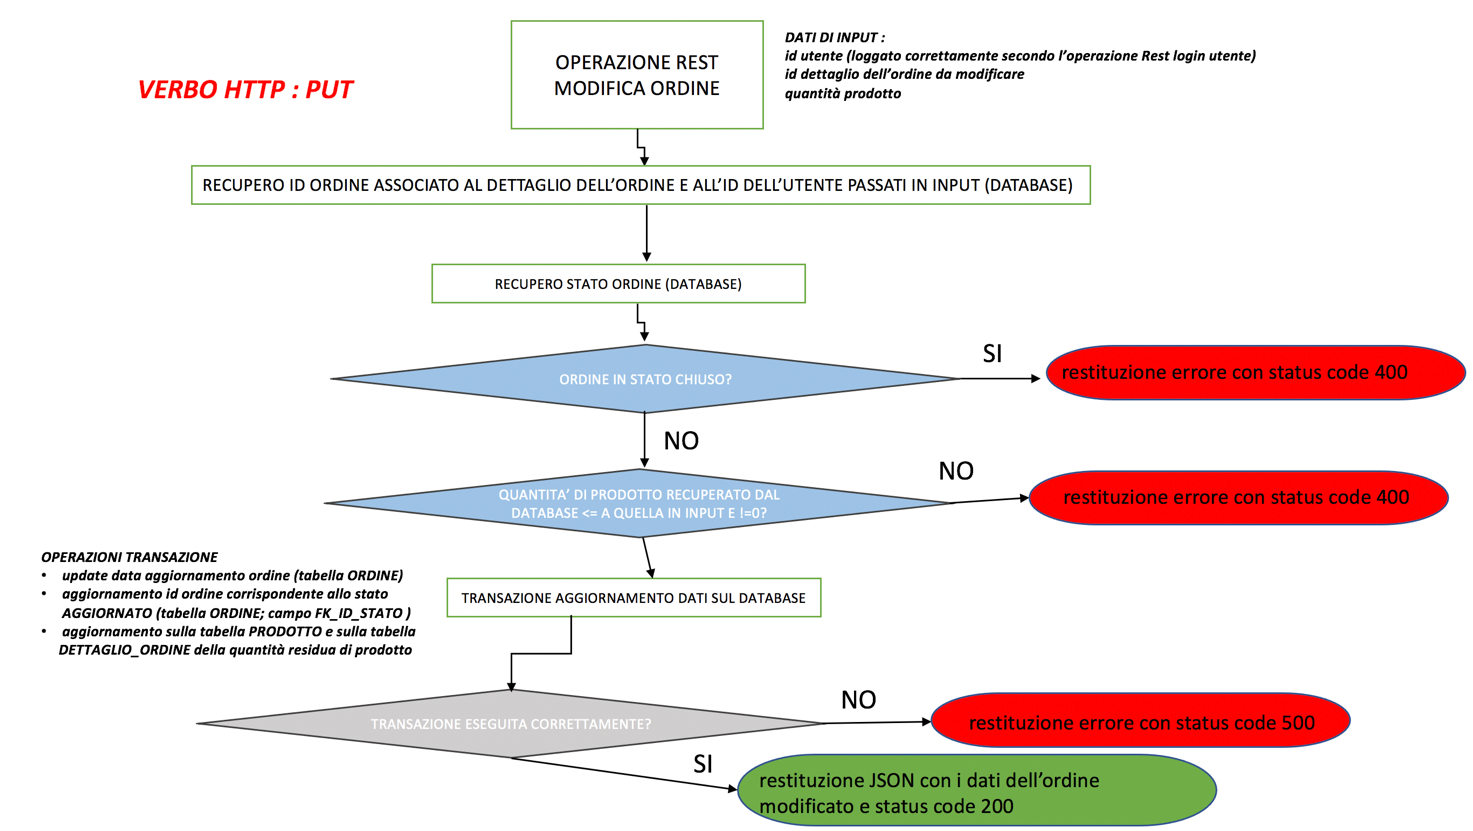 VERBO HTTP : PUT
OPERAZIONE REST
MODIFICA ORDINE
DATI DI INPUT :
id utente (loggato correttamente secondo l'operazione Rest login utente)
id dettaglio dell'ordine da modificare
quantità prodotto
RECUPERO ID ORDINE ASSOCIATO AL DETTAGLIO DELL'ORDINE E ALL'ID DELL'UTENTE PASSATI IN INPUT (DATABASE)
RECUPERO STATO ORDINE (DATABASE)
ORDINE IN STATO CHIUSO?
SI
restituzione errore con status code 400
NO
QUANTITA' DI PRODOTTO RECUPERATO DAL
DATABASE <= A QUELLA IN INPUT E !=0?
NO
restituzione errore con status code 400
OPERAZIONI TRANSAZIONE
• update data aggiornamento ordine (tabella ORDINE)
• aggiornamento id ordine corrispondente allo stato
AGGIORNATO (tabella ORDINE; campo FK_ID_STATO )
• aggiornamento sulla tabella PRODOTTO e sulla tabella
DETTAGLIO_ORDINE della quantità residua di prodotto
TRANSAZIONE AGGIORNAMENTO DATI SUL DATABASE
TRANSAZIONE ESEGUITA CORRETTAMENTE?
NO
restituzione errore con status code 500
SI
restituzione JSON con i dati dell'ordine
modificato e status code 200